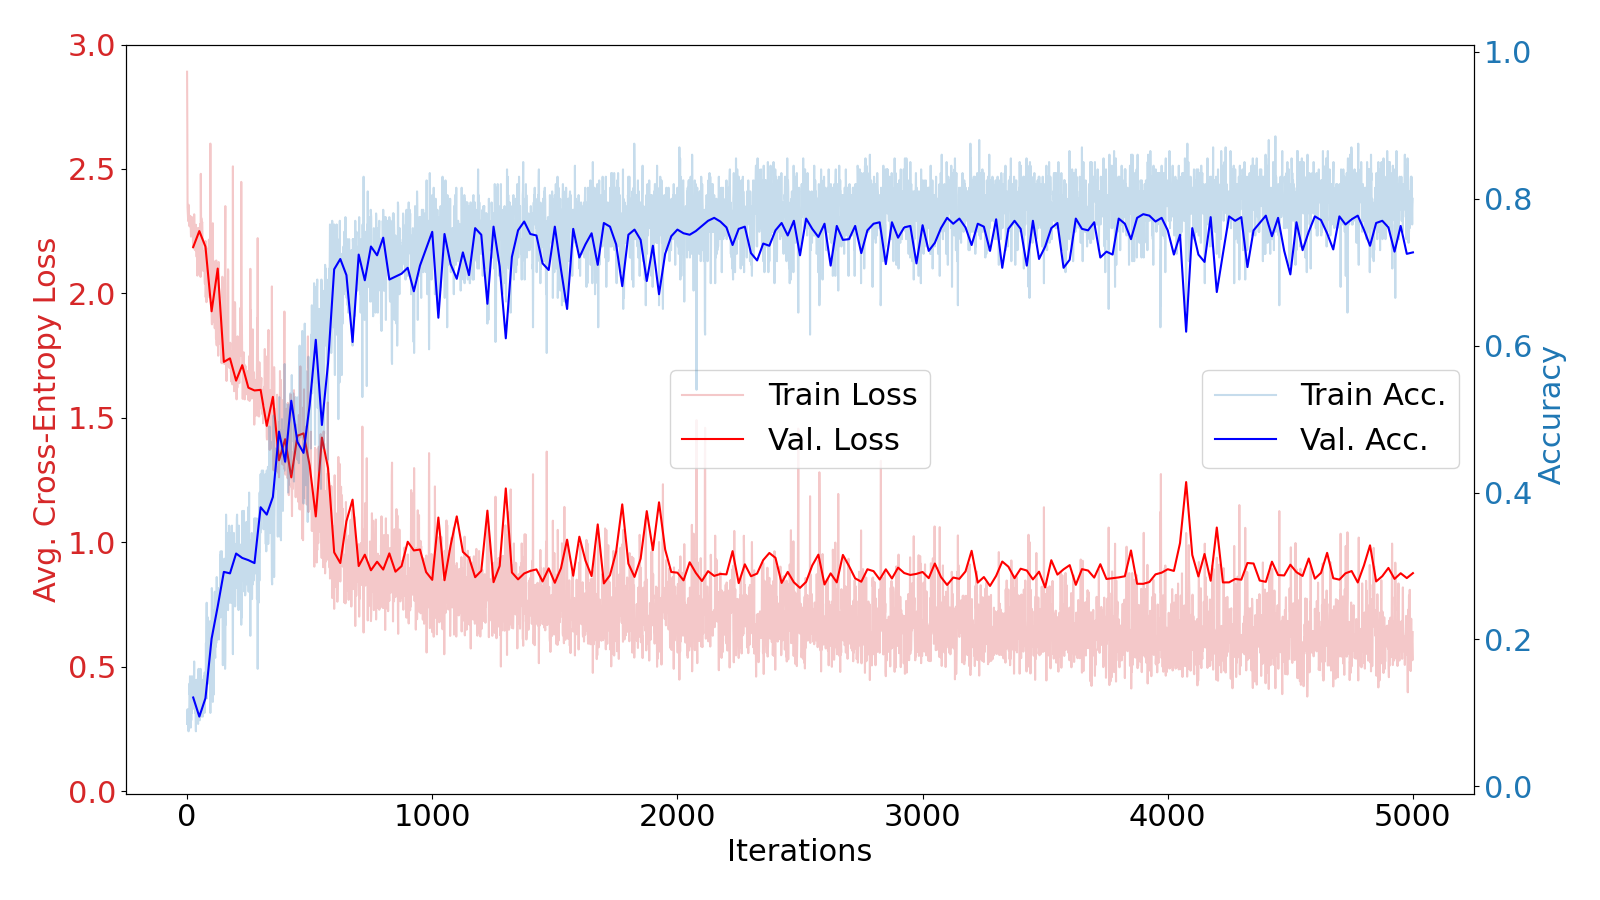 3.0
2.5
2.0
1.5
1.0
0.5
0.0
Avg. Cross-Entropy Loss
1.0
0.8
0.6
0.4
0.2
0.0
Accuracy
Train Loss
Val. Loss
Train Acc.
Val. Acc.
0 1000 2000 3000 4000 5000
Iterations